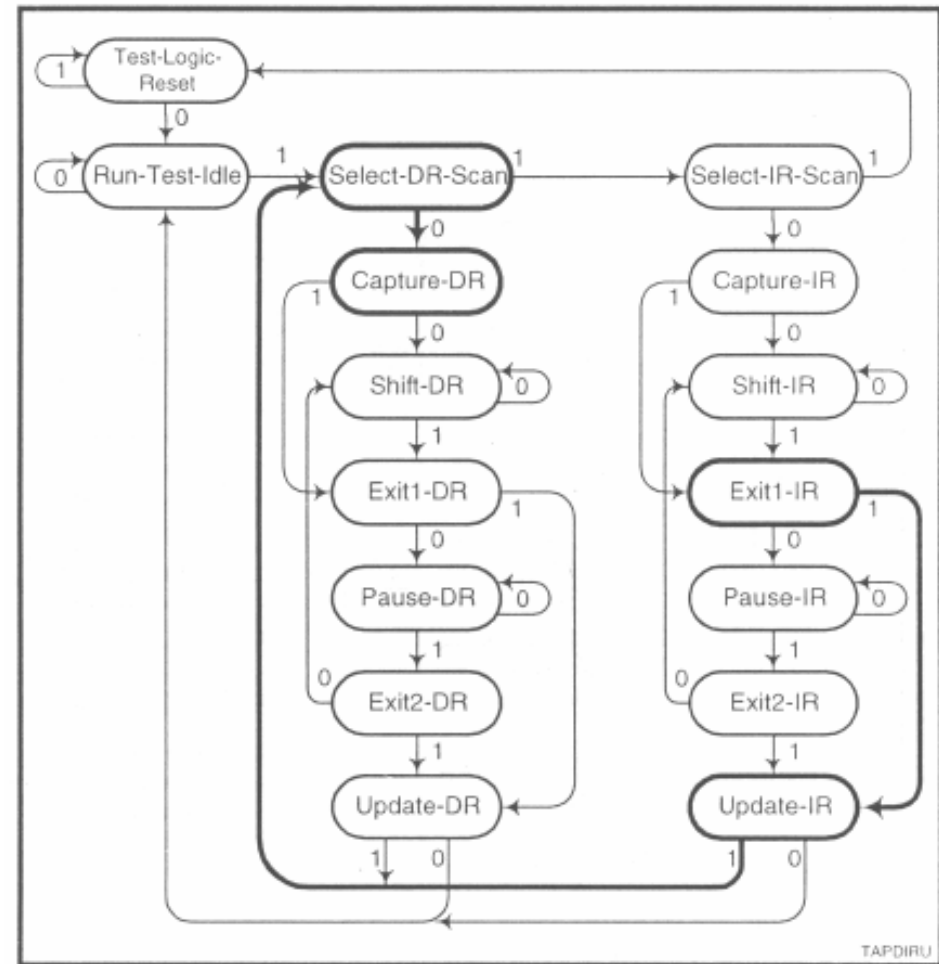 Test-Logic-
Reset
1
0
Run-Test-Idle
0
1
Select-DR-Scan
1
Select-IR-Scan
1
0
0
Capture-DR
Capture-IR
1
1
0
0
Shift-DR
0
Shift-IR
0
1
1
Exit1-DR
1
Exit1-IR
1
0
0
Pause-DR
0
Pause-IR
0
1
1
0
Exit2-DR
0
Exit2-IR
1
1
Update-DR
Update-IR
1
0
1
0
TAPDIRU